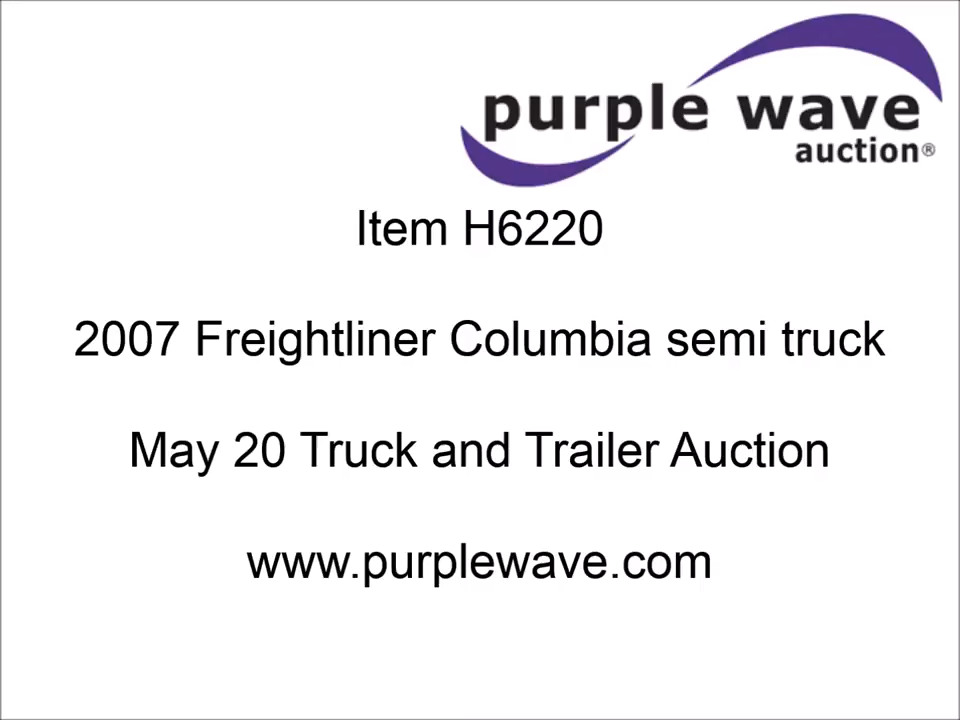 purple wave
auction®
Item H6220
2007 Freightliner Columbia semi truck
May 20 Truck and Trailer Auction
www.purplewave.com